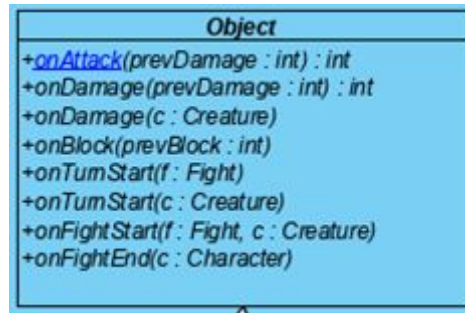 Object
+onAttack(prevDamage : int) : int
+onDamage(prevDamage : int) : int
+onDamage(c : Creature)
+onBlock(prevBlock : int)
+onTurnStart(f : Fight)
+onTurnStart(c : Creature)
+onFightStart(f : Fight, c : Creature)
+onFightEnd(c : Character)